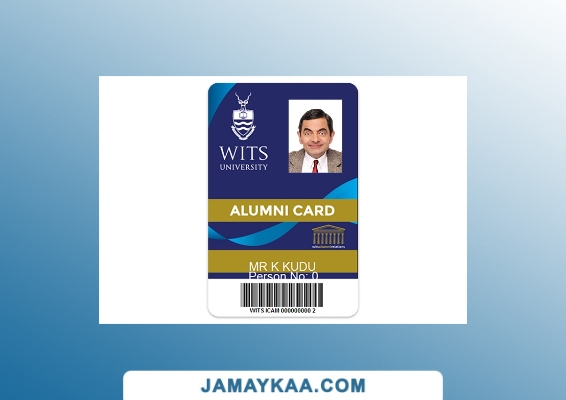 WITS
UNIVERSITY
ALUMNI CARD
MR K KUDU
Person No: 0
WITS ICAM 000000000 2
JAMAYKAA.COM